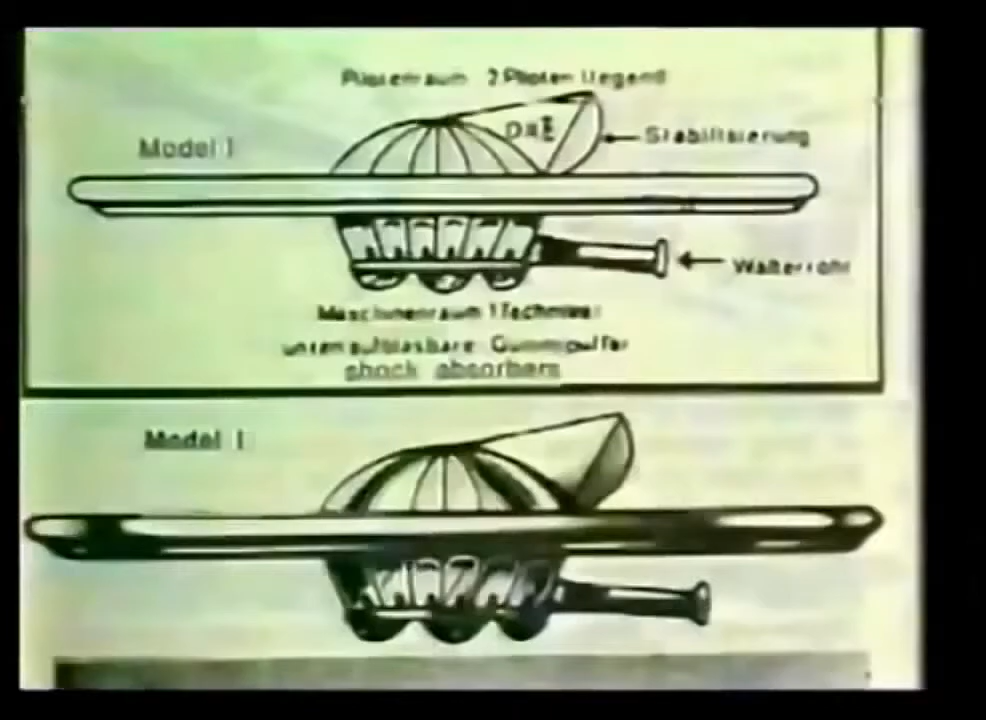 Pilotenraum 2 Piloten liegend
Model I
Stabilisierung
Walterrohr
Maschinenraum 1 Techniker
unten aufblasbare Gummipuffer
shock absorbers
Model I